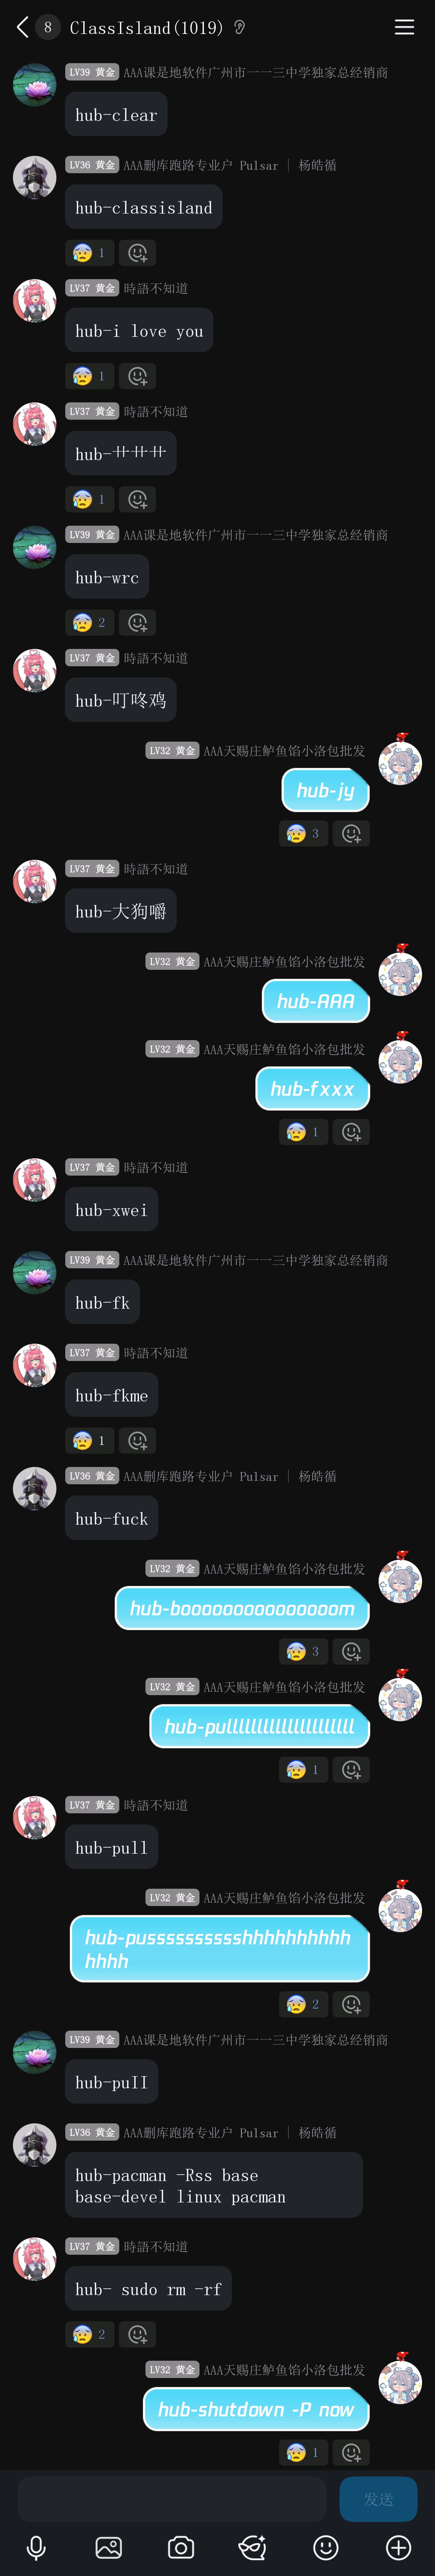 8 ClassIsland(1019)
LV39 黄金 AAA课是地软件广州市一一三中学独家总经销商
hub-clear
LV36 黄金 AAA删库跑路专业户 Pulsar | 杨皓循
hub-classisland
1
LV37 黄金 時語不知道
hub-i love you
1
LV37 黄金 時語不知道
hub-艹艹艹
1
LV39 黄金 AAA课是地软件广州市一一三中学独家总经销商
hub-wrc
2
LV37 黄金 時語不知道
hub-叮咚鸡
LV32 黄金 AAA天赐庄鲈鱼馅小洛包批发
hub-jy
3
LV37 黄金 時語不知道
hub-大狗嚼
LV32 黄金 AAA天赐庄鲈鱼馅小洛包批发
hub-AAA
LV32 黄金 AAA天赐庄鲈鱼馅小洛包批发
hub-fxxx
1
LV37 黄金 時語不知道
hub-xwei
LV39 黄金 AAA课是地软件广州市一一三中学独家总经销商
hub-fk
LV37 黄金 時語不知道
hub-fkme
1
LV36 黄金 AAA删库跑路专业户 Pulsar | 杨皓循
hub-fuck
LV32 黄金 AAA天赐庄鲈鱼馅小洛包批发
hub-booooooooooooooom
3
LV32 黄金 AAA天赐庄鲈鱼馅小洛包批发
hub-pulllllllllllllllllllll
1
LV37 黄金 時語不知道
hub-pull
LV32 黄金 AAA天赐庄鲈鱼馅小洛包批发
hub-pussssssssssshhhhhhhhhh
hhhh
2
LV39 黄金 AAA课是地软件广州市一一三中学独家总经销商
hub-puII
LV36 黄金 AAA删库跑路专业户 Pulsar | 杨皓循
hub-pacman -Rss base
base-devel linux pacman
LV37 黄金 時語不知道
hub- sudo rm -rf
2
LV32 黄金 AAA天赐庄鲈鱼馅小洛包批发
hub-shutdown -P now
1
发送